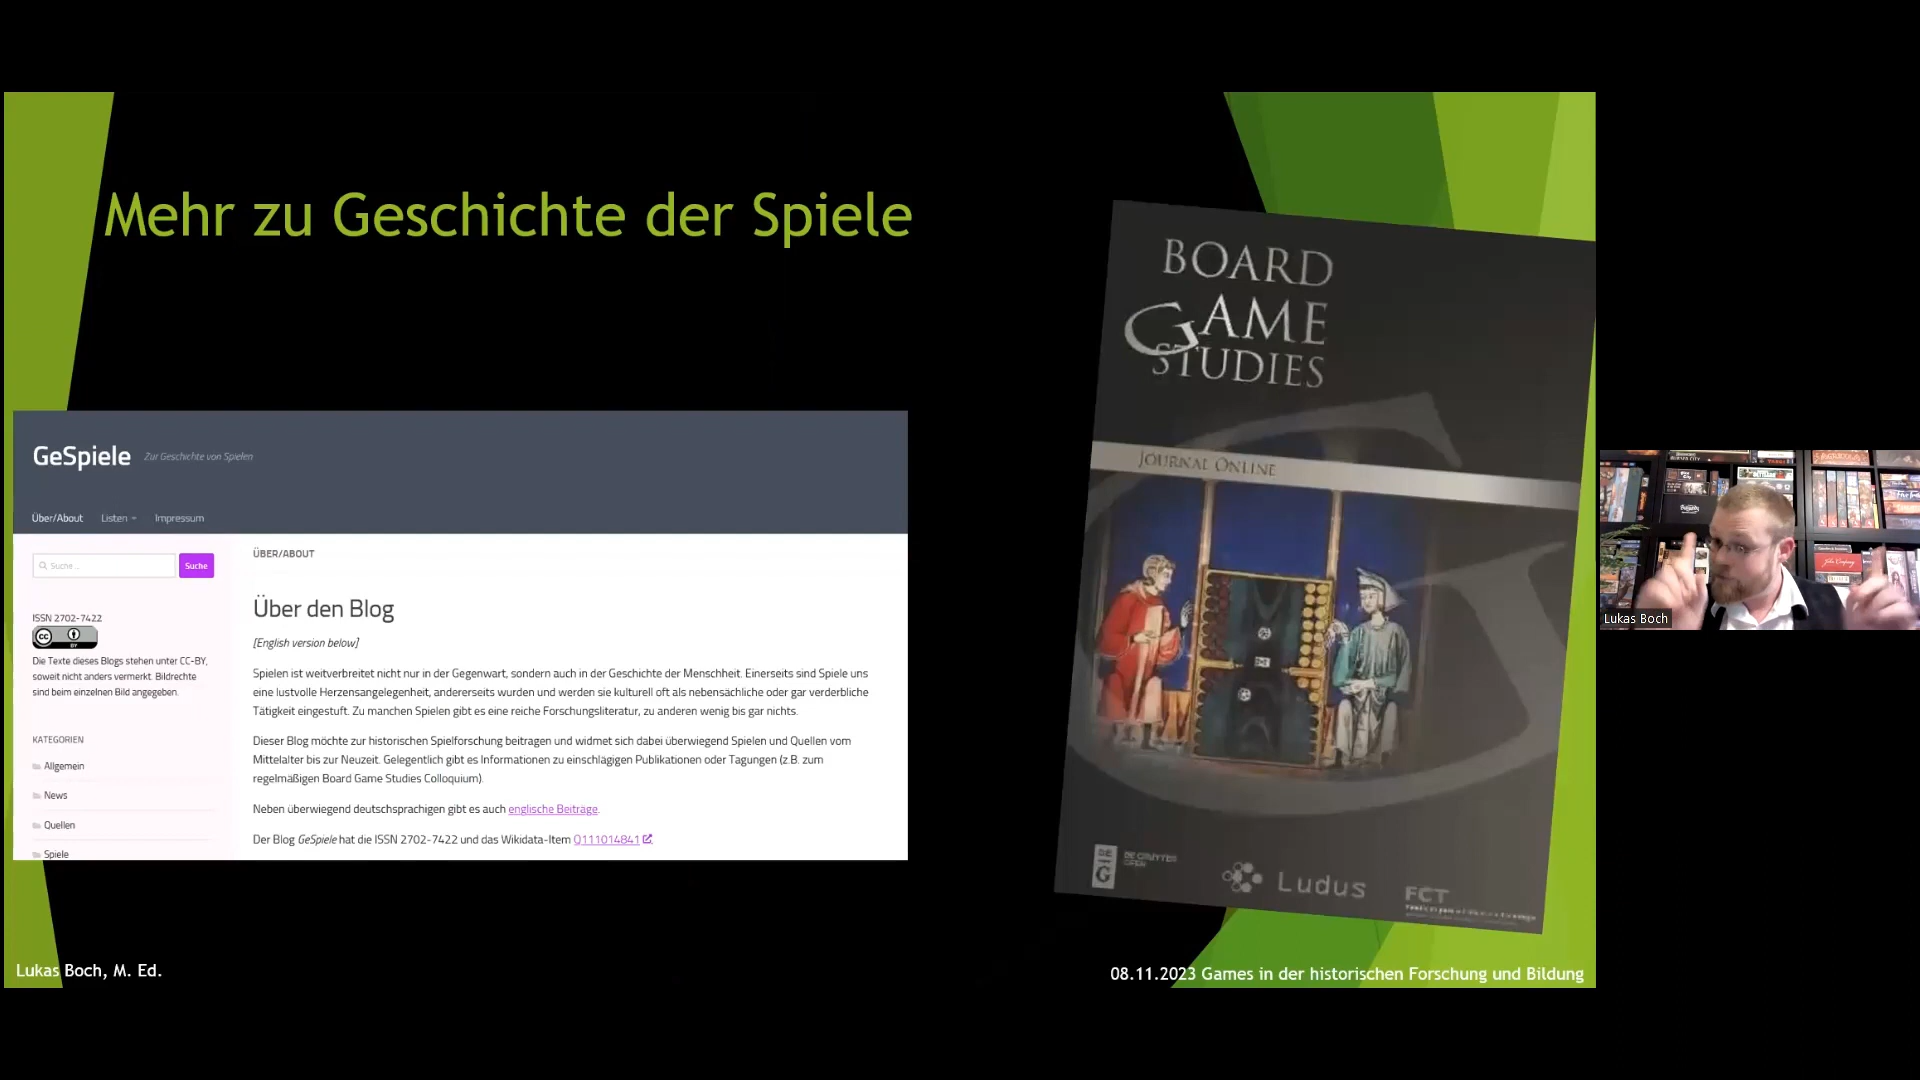 Mehr zu Geschichte der Spiele
GeSpiele
Zur Geschichte von Spielen
Über/About
Listen
Impressum
Suche ...
Suche
ISSN 2702-7422
CC
BY
Die Texte dieses Blogs stehen unter CC-BY,
soweit nicht anders vermerkt. Bildrechte
sind beim einzelnen Bild angegeben.
KATEGORIEN
Allgemein
News
Quellen
Spiele
ÜBER/ABOUT
Über den Blog
[English version below]
Spielen ist weitverbreitet nicht nur in der Gegenwart, sondern auch in der Geschichte der Menschheit. Einerseits sind Spiele uns
eine lustvolle Herzensangelegenheit, andererseits wurden und werden sie kulturell oft als nebensächliche oder gar verderbliche
Tätigkeit eingestuft. Zu manchen Spielen gibt es eine reiche Forschungsliteratur, zu anderen wenig bis gar nichts.
Dieser Blog möchte zur historischen Spielforschung beitragen und widmet sich dabei überwiegend Spielen und Quellen vom
Mittelalter bis zur Neuzeit. Gelegentlich gibt es Informationen zu einschlägigen Publikationen oder Tagungen (z.B. zum
regelmäßigen Board Game Studies Colloquium).
Neben überwiegend deutschsprachigen gibt es auch englische Beiträge.
Der Blog GeSpiele hat die ISSN 2702-7422 und das Wikidata-Item Q111014841
BOARD
GAME
STUDIES
JOURNAL ONLINE
DE
G
DE GRUYTER
OPEN
Ludus
FCT
Lukas Boch, M. Ed.
08.11.2023 Games in der historischen Forschung und Bildung
Lukas Boch